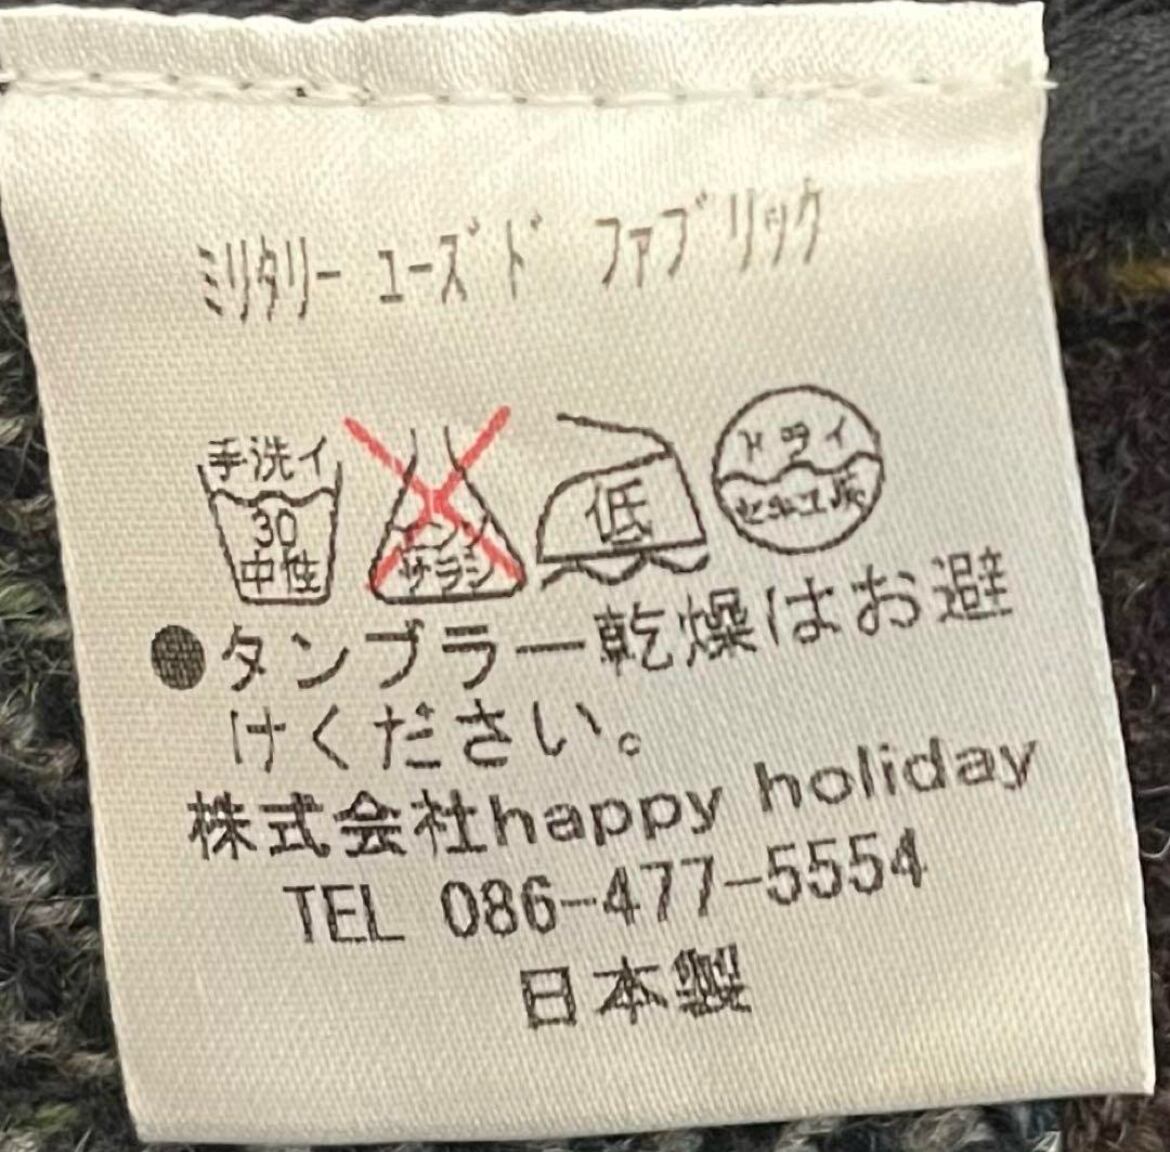 ﾐﾘﾀﾘｰ ﾕｰｽﾞﾄﾞ ﾌｧﾌﾞﾘｯｸ
手洗イ
30
中性
エンソ
サラシ
低
ドライ
セキユ系
●タンブラー乾燥はお避
けください。
株式会社happy holiday
TEL 086-477-5554
日本製